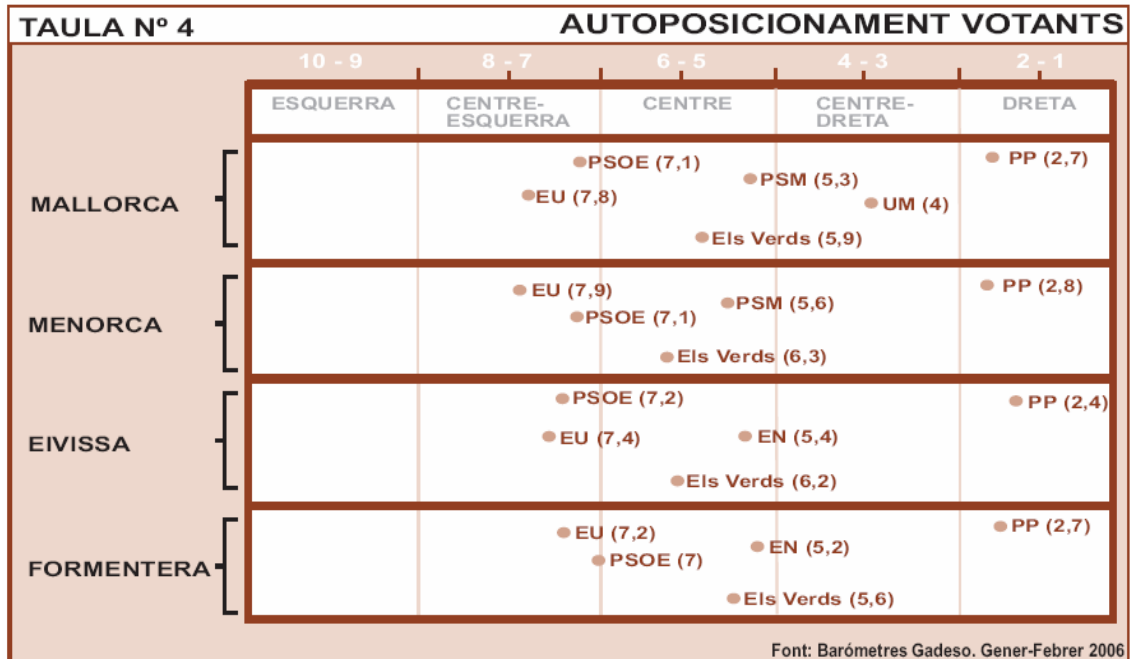 TAULA Nº 4
AUTOPOSICIONAMENT VOTANTS
10 - 9
8 - 7
6 - 5
4 - 3
2 - 1
ESQUERRA
CENTRE-
ESQUERRA
CENTRE
CENTRE-
DRETA
DRETA
MALLORCA
PSOE (7,1)
PP (2,7)
PSM (5,3)
EU (7,8)
UM (4)
Els Verds (5,9)
MENORCA
EU (7,9)
PP (2,8)
PSM (5,6)
PSOE (7,1)
Els Verds (6,3)
EIVISSA
PSOE (7,2)
PP (2,4)
EU (7,4)
EN (5,4)
Els Verds (6,2)
FORMENTERA
EU (7,2)
PP (2,7)
EN (5,2)
PSOE (7)
Els Verds (5,6)
Font: Barómetres Gadeso. Gener-Febrer 2006